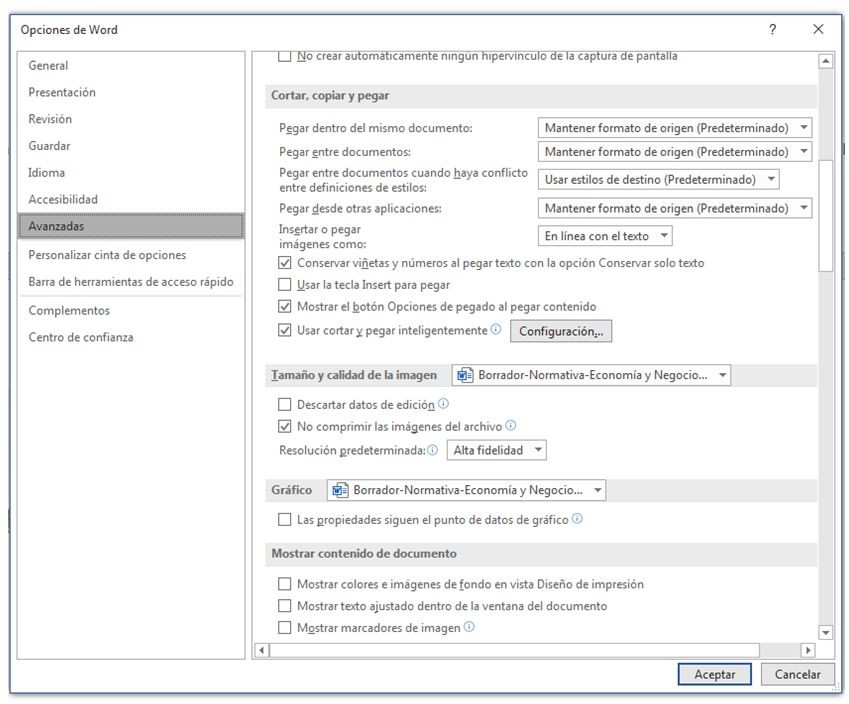 Opciones de Word
?
General
Presentación
Revisión
Guardar
Idioma
Accesibilidad
Avanzadas
Personalizar cinta de opciones
Barra de herramientas de acceso rápido
Complementos
Centro de confianza
No crear automáticamente ningún hipervínculo de la captura de pantalla
Cortar, copiar y pegar
Pegar dentro del mismo documento: Mantener formato de origen (Predeterminado)
Pegar entre documentos: Mantener formato de origen (Predeterminado)
Pegar entre documentos cuando haya conflicto
entre definiciones de estilos: Usar estilos de destino (Predeterminado)
Pegar desde otras aplicaciones: Mantener formato de origen (Predeterminado)
Insertar o pegar
imágenes como: En línea con el texto
Conservar viñetas y números al pegar texto con la opción Conservar solo texto
Usar la tecla Insert para pegar
Mostrar el botón Opciones de pegado al pegar contenido
Usar cortar y pegar inteligentemente Configuración...
Tamaño y calidad de la imagen Borrador-Normativa-Economía y Negocio...
Descartar datos de edición
No comprimir las imágenes del archivo
Resolución predeterminada: Alta fidelidad
Gráfico Borrador-Normativa-Economía y Negocio...
Las propiedades siguen el punto de datos de gráfico
Mostrar contenido de documento
Mostrar colores e imágenes de fondo en vista Diseño de impresión
Mostrar texto ajustado dentro de la ventana del documento
Mostrar marcadores de imagen
Aceptar Cancelar